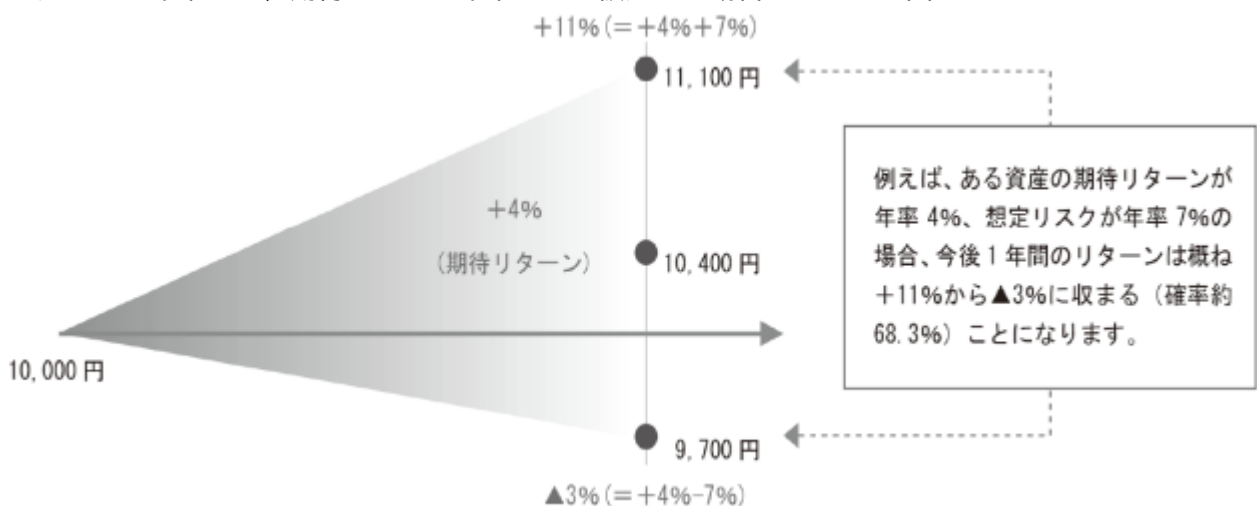 +11%(=+4%+7%)
11,100 円
+4%
(期待リターン)
10,400 円
10,000 円
9,700 円
▲3%(=+4%-7%)
例えば、ある資産の期待リターンが
年率 4%、想定リスクが年率 7%の
場合、今後 1 年間のリターンは概ね
+11%から▲3%に収まる（確率約
68.3%）ことになります。